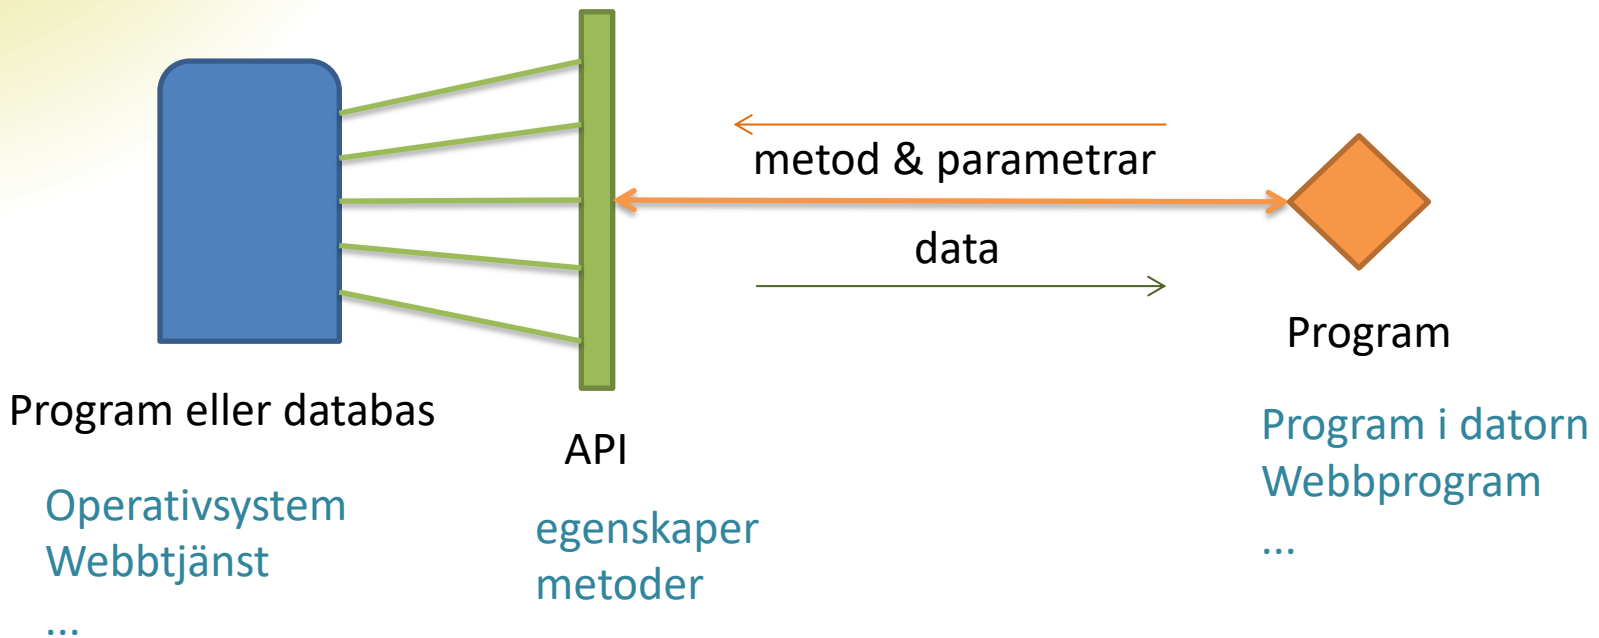 metod & parametrar
data
Program
Program i datorn
Webbprogram
...
Program eller databas
Operativsystem
Webbtjänst
...
API
egenskaper
metoder